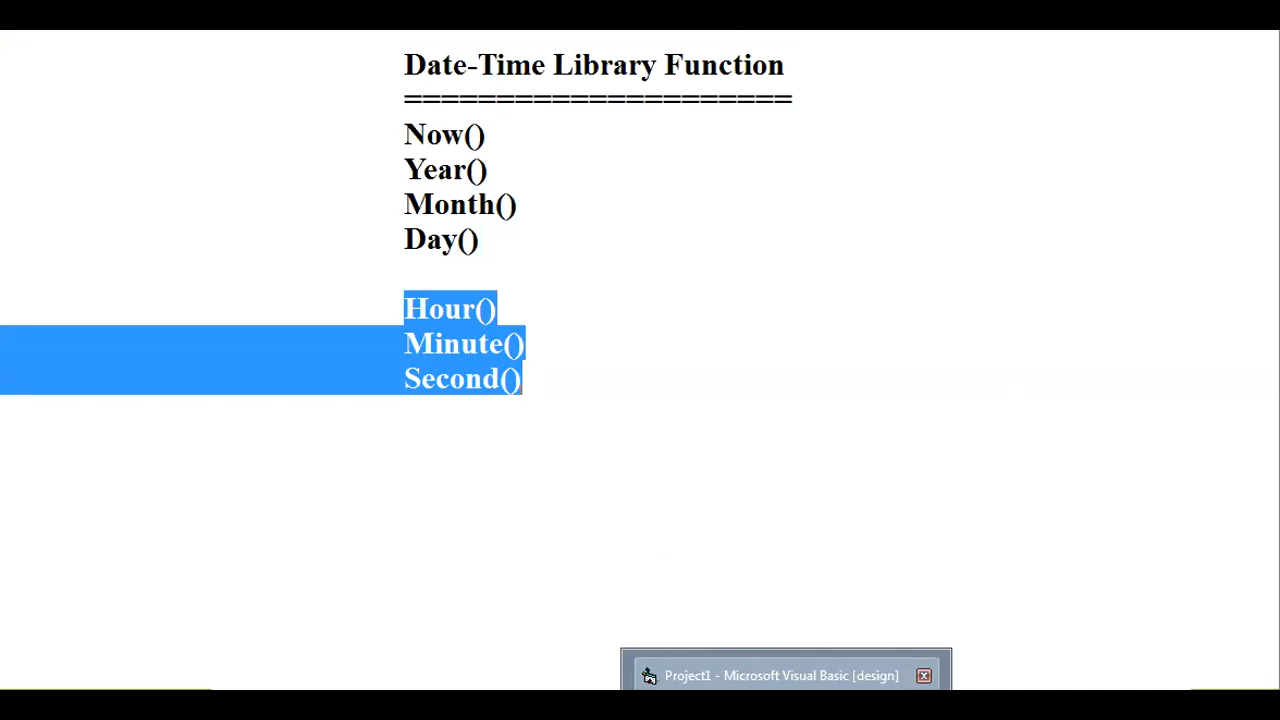 Date-Time Library Function
=====================
Now()
Year()
Month()
Day()
Hour()
Minute()
Second()
Project1 - Microsoft Visual Basic [design]